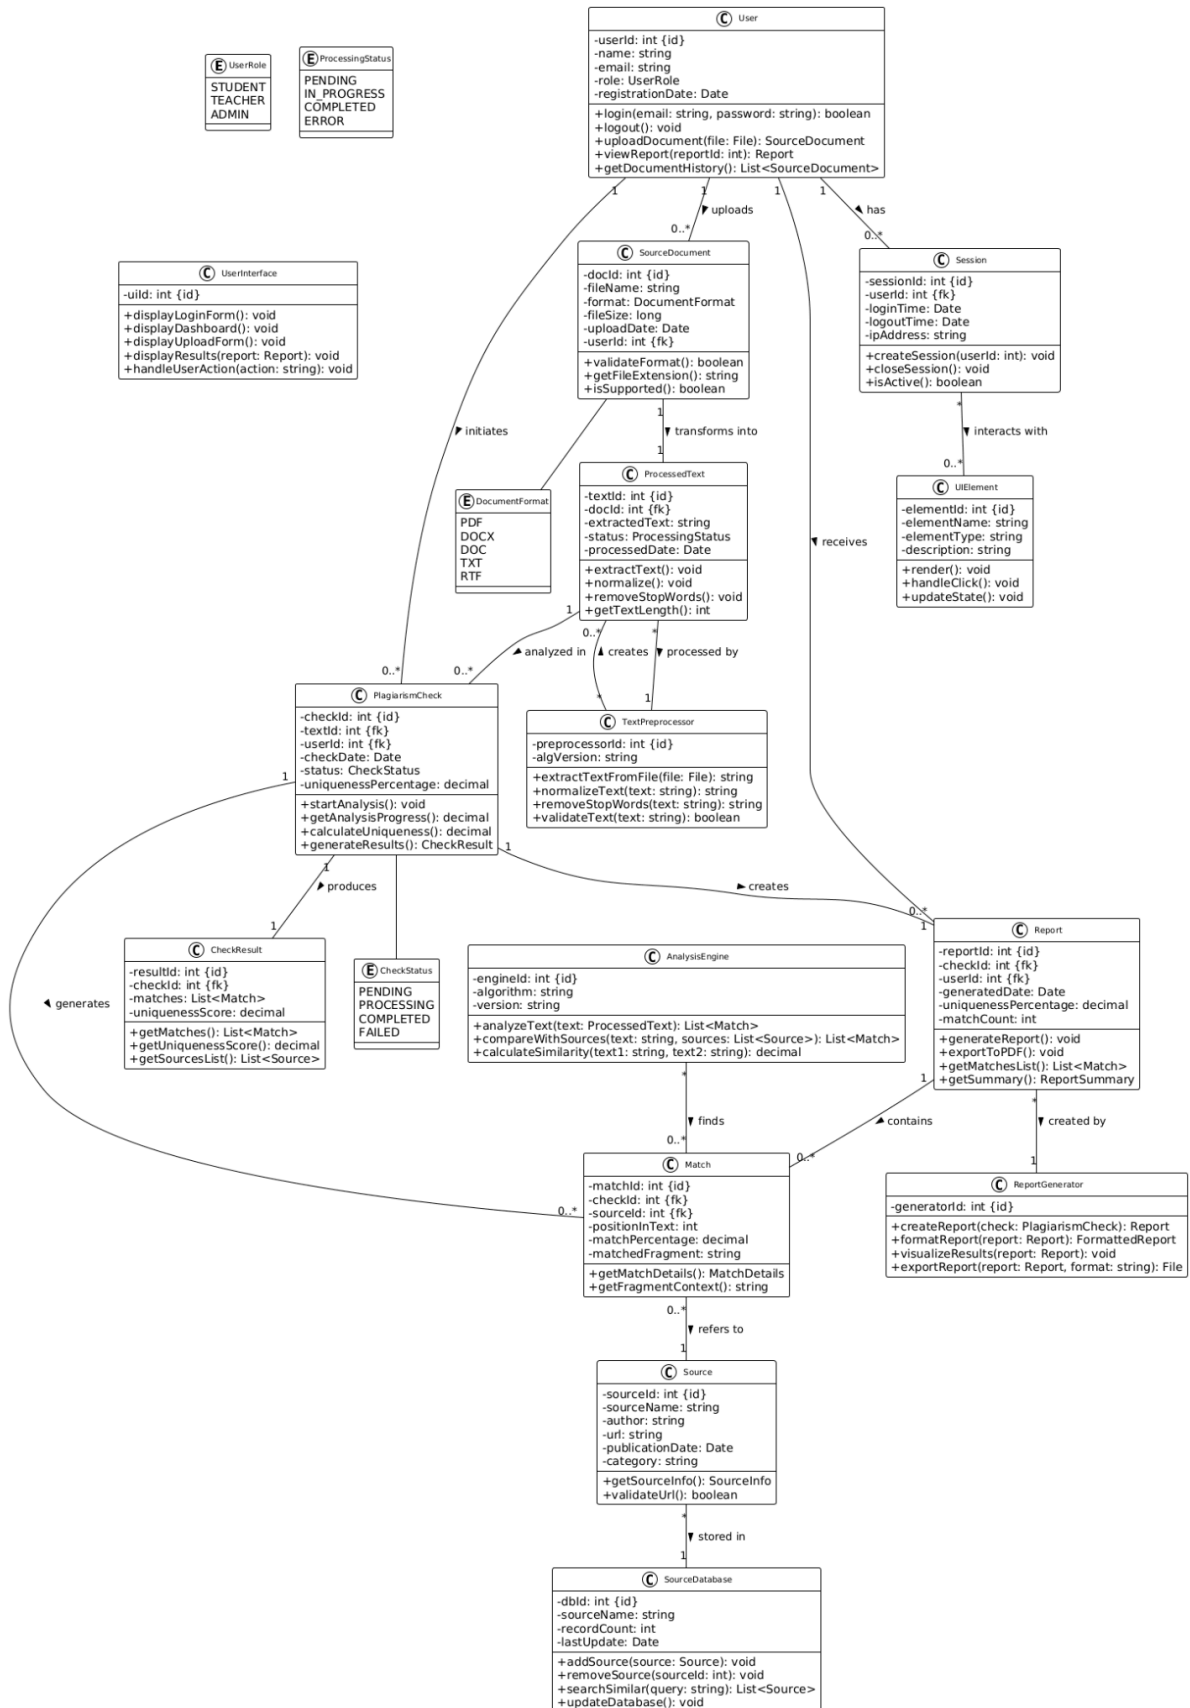 C User
-userId: int {id}
-name: string
-email: string
-role: UserRole
-registrationDate: Date
+login(email: string, password: string): boolean
+logout(): void
+uploadDocument(file: File): SourceDocument
+viewReport(reportId: int): Report
+getDocumentHistory(): List<SourceDocument>
E UserRole
STUDENT
TEACHER
ADMIN
E ProcessingStatus
PENDING
IN_PROGRESS
COMPLETED
ERROR
1
1
1
1
uploads
has
0..*
0..*
C UserInterface
-uiId: int {id}
+displayLoginForm(): void
+displayDashboard(): void
+displayUploadForm(): void
+displayResults(report: Report): void
+handleUserAction(action: string): void
C SourceDocument
-docId: int {id}
-fileName: string
-format: DocumentFormat
-fileSize: long
-uploadDate: Date
-userId: int {fk}
+validateFormat(): boolean
+getFileExtension(): string
+isSupported(): boolean
C Session
-sessionId: int {id}
-userId: int {fk}
-loginTime: Date
-logoutTime: Date
-ipAddress: string
+createSession(userId: int): void
+closeSession(): void
+isActive(): boolean
initiates
1
transforms into
1
*
interacts with
0..*
E DocumentFormat
PDF
DOCX
DOC
TXT
RTF
C ProcessedText
-textId: int {id}
-docId: int {fk}
-extractedText: string
-status: ProcessingStatus
-processedDate: Date
+extractText(): void
+normalize(): void
+removeStopWords(): void
+getTextLength(): int
receives
C UIElement
-elementId: int {id}
-elementName: string
-elementType: string
-description: string
+render(): void
+handleClick(): void
+updateState(): void
1
0..*
*
analyzed in
creates
processed by
0..*
0..*
*
1
C PlagiarismCheck
-checkId: int {id}
-textId: int {fk}
-userId: int {fk}
-checkDate: Date
-status: CheckStatus
-uniquenessPercentage: decimal
+startAnalysis(): void
+getAnalysisProgress(): decimal
+calculateUniqueness(): decimal
+generateResults(): CheckResult
C TextPreprocessor
-preprocessorId: int {id}
-algVersion: string
+extractTextFromFile(file: File): string
+normalizeText(text: string): string
+removeStopWords(text: string): string
+validateText(text: string): boolean
1
1
1
produces
creates
1
0..*
1
generates
C CheckResult
-resultId: int {id}
-checkId: int {fk}
-matches: List<Match>
-uniquenessScore: decimal
+getMatches(): List<Match>
+getUniquenessScore(): decimal
+getSourcesList(): List<Source>
E CheckStatus
PENDING
PROCESSING
COMPLETED
FAILED
C AnalysisEngine
-engineId: int {id}
-algorithm: string
-version: string
+analyzeText(text: ProcessedText): List<Match>
+compareWithSources(text: string, sources: List<Source>): List<Match>
+calculateSimilarity(text1: string, text2: string): decimal
C Report
-reportId: int {id}
-checkId: int {fk}
-userId: int {fk}
-generatedDate: Date
-uniquenessPercentage: decimal
-matchCount: int
+generateReport(): void
+exportToPDF(): void
+getMatchesList(): List<Match>
+getSummary(): ReportSummary
*
1
*
finds
contains
created by
0..*
0..*
1
0..*
C Match
-matchId: int {id}
-checkId: int {fk}
-sourceId: int {fk}
-positionInText: int
-matchPercentage: decimal
-matchedFragment: string
+getMatchDetails(): MatchDetails
+getFragmentContext(): string
C ReportGenerator
-generatorId: int {id}
+createReport(check: PlagiarismCheck): Report
+formatReport(report: Report): FormattedReport
+visualizeResults(report: Report): void
+exportReport(report: Report, format: string): File
0..*
refers to
1
C Source
-sourceId: int {id}
-sourceName: string
-author: string
-url: string
-publicationDate: Date
-category: string
+getSourceInfo(): SourceInfo
+validateUrl(): boolean
*
stored in
1
C SourceDatabase
-dbId: int {id}
-sourceName: string
-recordCount: int
-lastUpdate: Date
+addSource(source: Source): void
+removeSource(sourceId: int): void
+searchSimilar(query: string): List<Source>
+updateDatabase(): void